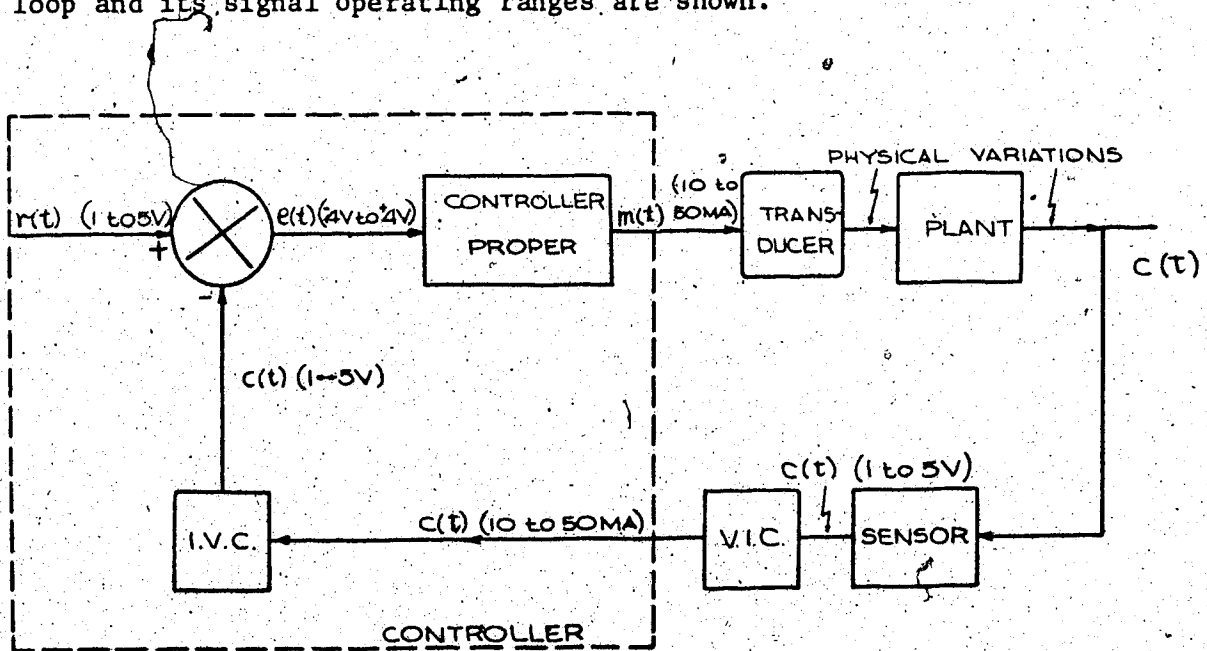 loop and its signal operating ranges are shown.
PHYSICAL VARIATIONS
r(t) (1 to 5V)
+
-
e(t) (-4V to +4V)
CONTROLLER
PROPER
m(t)
(10 to
50MA)
TRANS-
DUCER
PLANT
C(t)
C(t) (1-5V)
C(t) (1 to 5V)
I.V.C.
C(t) (10 to 50MA)
V.I.C.
SENSOR
CONTROLLER